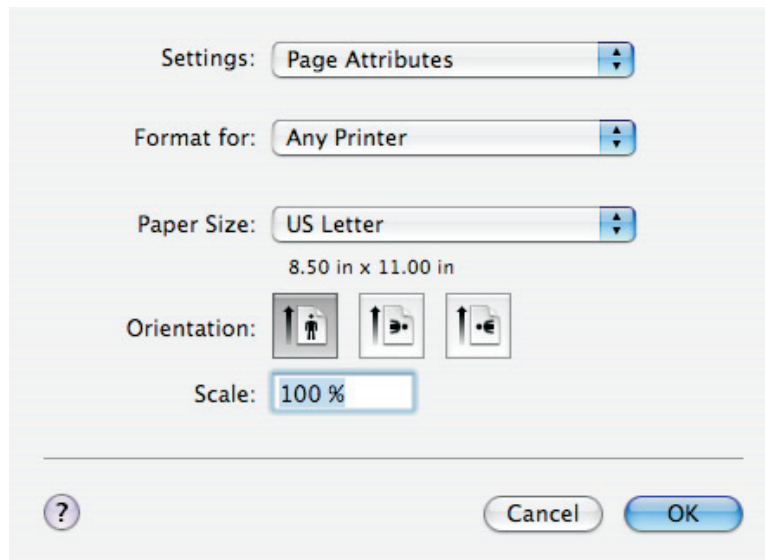 Settings: Page Attributes
Format for: Any Printer
Paper Size: US Letter
8.50 in x 11.00 in
Orientation:
Scale: 100 %
? Cancel OK